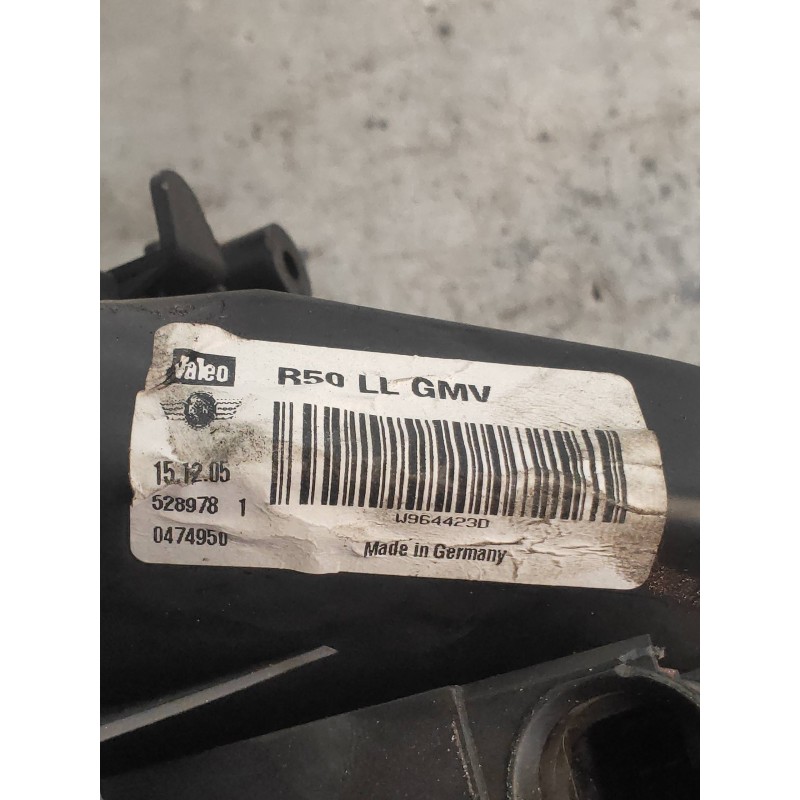 Valeo
R50 LL GMV
15.12.05
528978 1
0474950
W964423D
Made in Germany